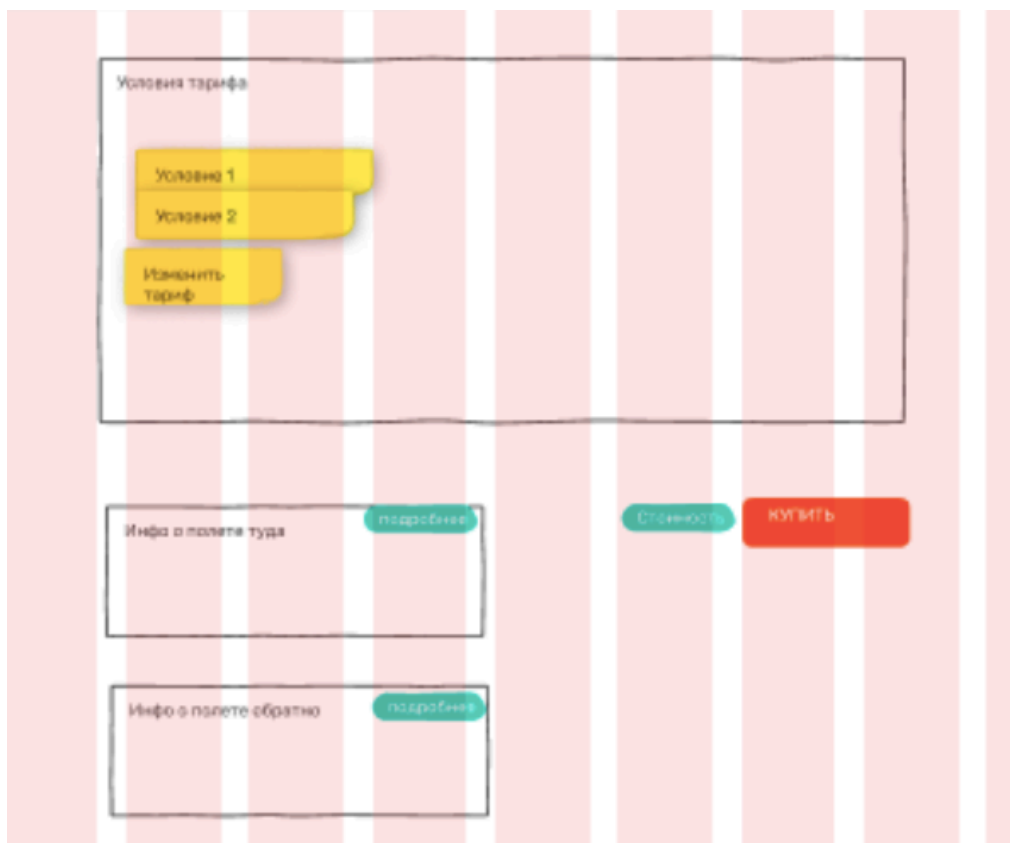 Условия тарифа
Условие 1
Условие 2
Изменить
тариф
Инфо о полете туда
подробнее
Стоимость
КУПИТЬ
Инфо о полете обратно
подробнее